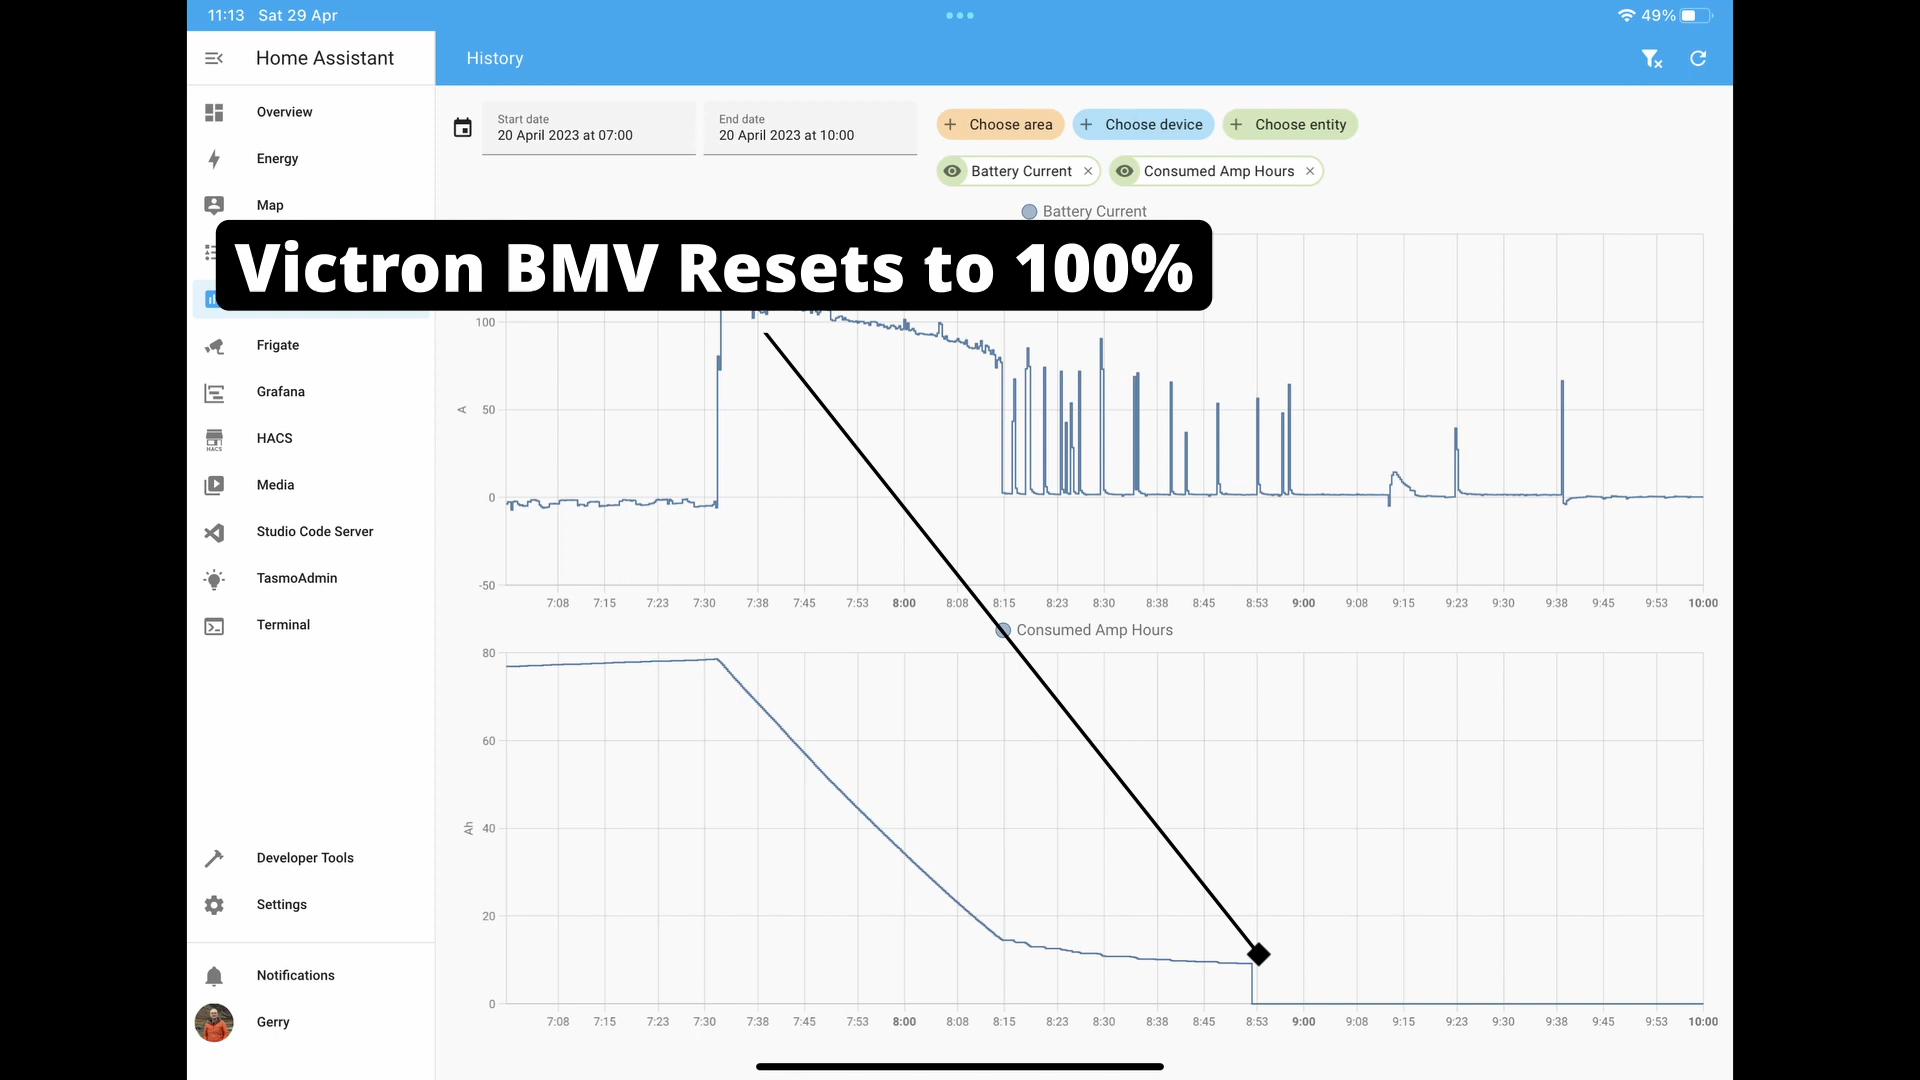 11:13 Sat 29 Apr
49%
Home Assistant
History
Overview
Energy
Map
Frigate
Grafana
HACS
HACS
Media
Studio Code Server
TasmoAdmin
Terminal
Developer Tools
Settings
Notifications
Gerry
Start date
20 April 2023 at 07:00
End date
20 April 2023 at 10:00
+ Choose area
+ Choose device
+ Choose entity
Battery Current ×
Consumed Amp Hours ×
Battery Current
Victron BMV Resets to 100%
100
50
0
-50
A
7:08 7:15 7:23 7:30 7:38 7:45 7:53 8:00 8:08 8:15 8:23 8:30 8:38 8:45 8:53 9:00 9:08 9:15 9:23 9:30 9:38 9:45 9:53 10:00
Consumed Amp Hours
80
60
40
20
0
Ah
7:08 7:15 7:23 7:30 7:38 7:45 7:53 8:00 8:08 8:15 8:23 8:30 8:38 8:45 8:53 9:00 9:08 9:15 9:23 9:30 9:38 9:45 9:53 10:00